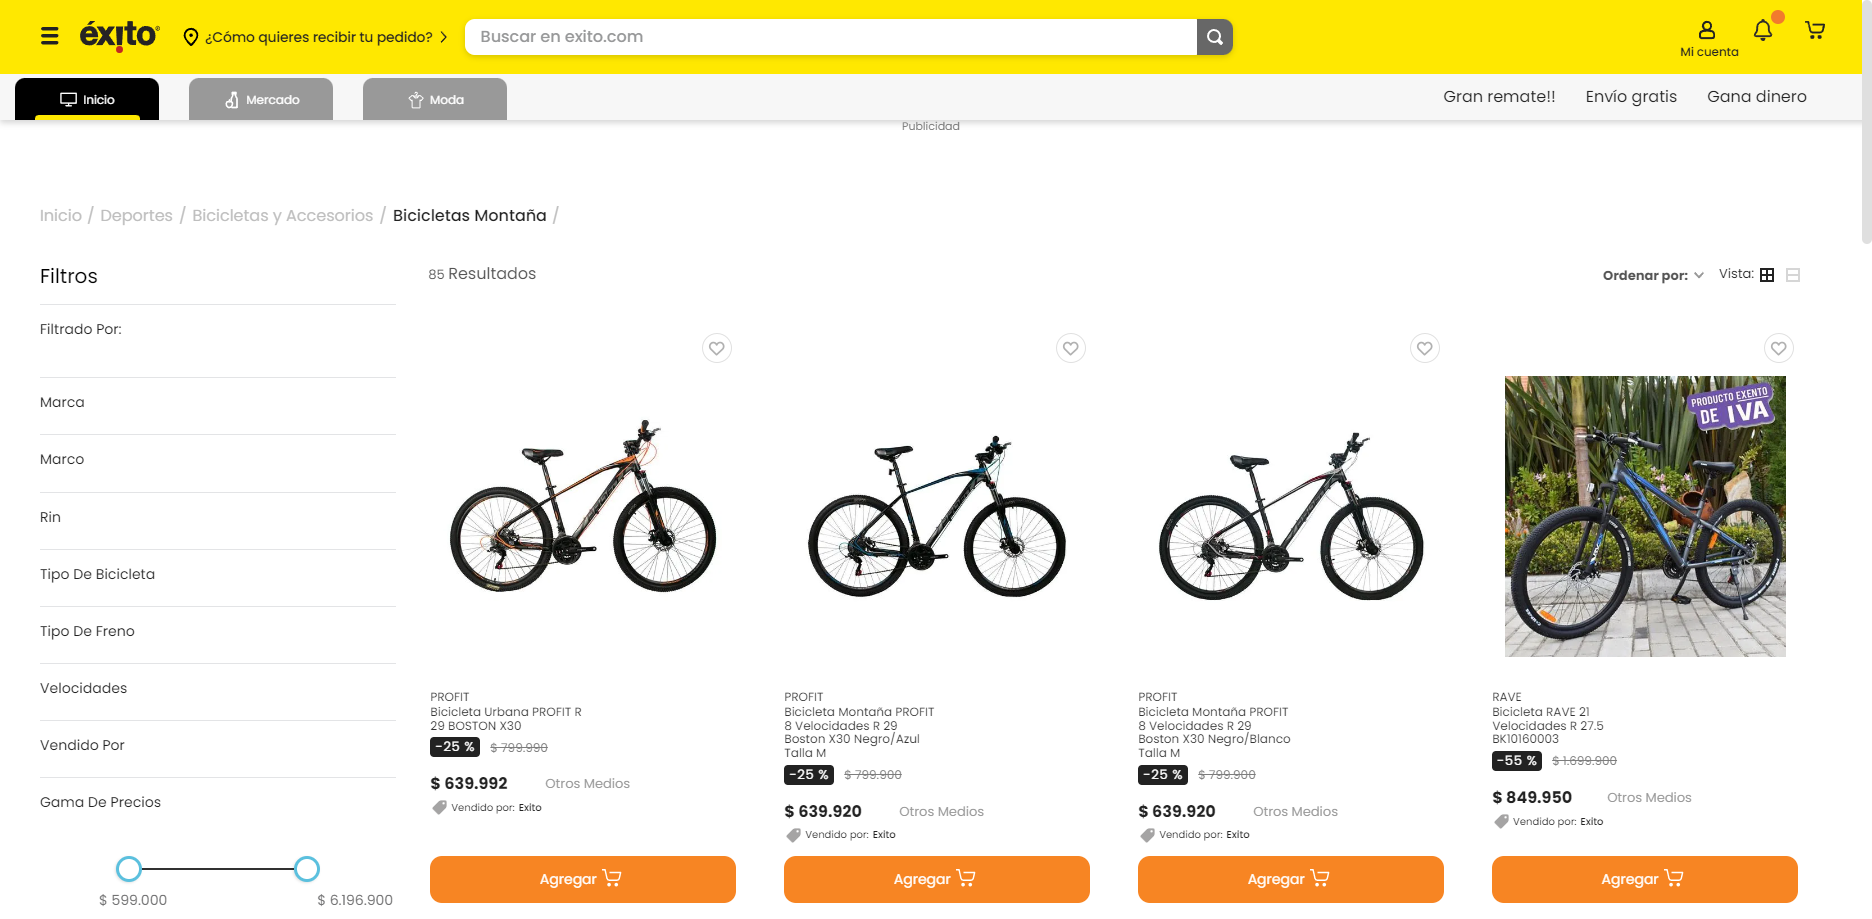 éxito
¿Cómo quieres recibir tu pedido?
Buscar en exito.com
Mi cuenta
Inicio
Mercado
Moda
Gran remate!!
Envío gratis
Gana dinero
Publicidad
Inicio / Deportes / Bicicletas y Accesorios / Bicicletas Montaña /
Filtros
Filtrado Por:
Marca
Marco
Rin
Tipo De Bicicleta
Tipo De Freno
Velocidades
Vendido Por
Gama De Precios
$ 599.000
$ 6.196.900
85 Resultados
Ordenar por:
Vista:
PROFIT
Bicicleta Urbana PROFIT R
29 BOSTON X30
-25 % $ 799.990
$ 639.992 Otros Medios
Vendido por: Exito
Agregar
PROFIT
Bicicleta Montaña PROFIT
8 Velocidades R 29
Boston X30 Negro/Azul
Talla M
-25 % $ 799.900
$ 639.920 Otros Medios
Vendido por: Exito
Agregar
PROFIT
Bicicleta Montaña PROFIT
8 Velocidades R 29
Boston X30 Negro/Blanco
Talla M
-25 % $ 799.900
$ 639.920 Otros Medios
Vendido por: Exito
Agregar
PRODUCTO EXENTO
DE IVA
RAVE
Bicicleta RAVE 21
Velocidades R 27.5
BK10160003
-55 % $ 1.699.900
$ 849.950 Otros Medios
Vendido por: Exito
Agregar